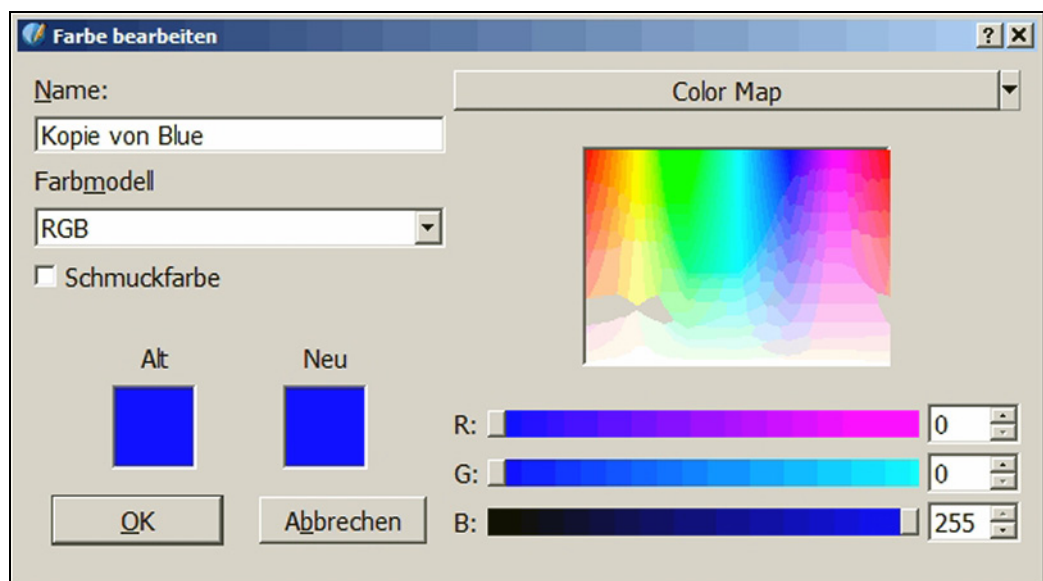 Farbe bearbeiten
Name:
Color Map
Kopie von Blue
Farbmodell
RGB
Schmuckfarbe
Alt Neu
R: 0
G: 0
OK Abbrechen B: 255